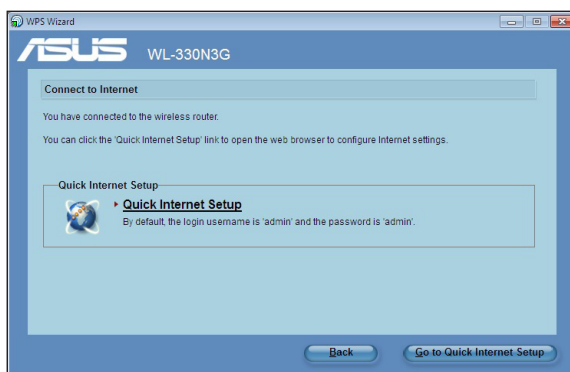 WPS Wizard
ASUS WL-330N3G
Connect to Internet
You have connected to the wireless router.
You can click the 'Quick Internet Setup' link to open the web browser to configure Internet settings.
Quick Internet Setup
Quick Internet Setup
By default, the login username is 'admin' and the password is 'admin'.
Back Go to Quick Internet Setup